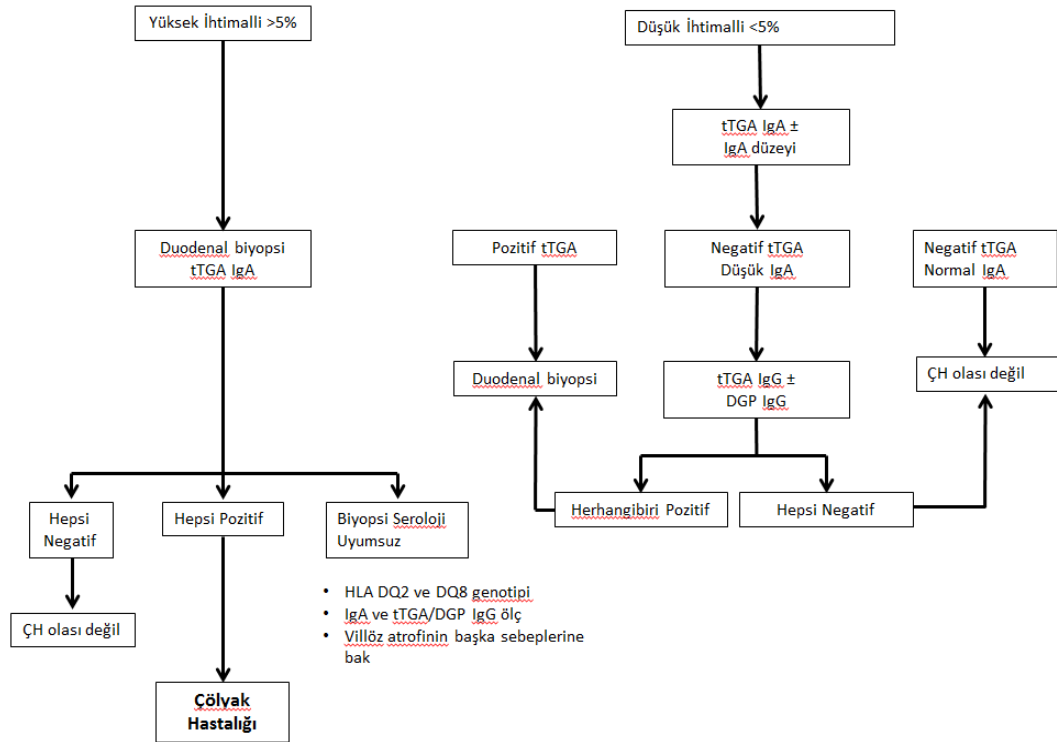 Yüksek İhtimalli >5%
Düşük İhtimalli <5%
tTGA IgA ±
IgA düzeyi
Duodenal biyopsi
tTGA IgA
Pozitif tTGA
Negatif tTGA
Düşük IgA
Negatif tTGA
Normal IgA
Duodenal biyopsi
tTGA IgG ±
DGP IgG
ÇH olası değil
Hepsi
Negatif
Hepsi Pozitif
Biyopsi Seroloji
Uyumsuz
Herhangibiri Pozitif
Hepsi Negatif
ÇH olası değil
• HLA DQ2 ve DQ8 genotipi
• IgA ve tTGA/DGP IgG ölç
• Villöz atrofinin başka sebeplerine
bak
Çölyak
Hastalığı